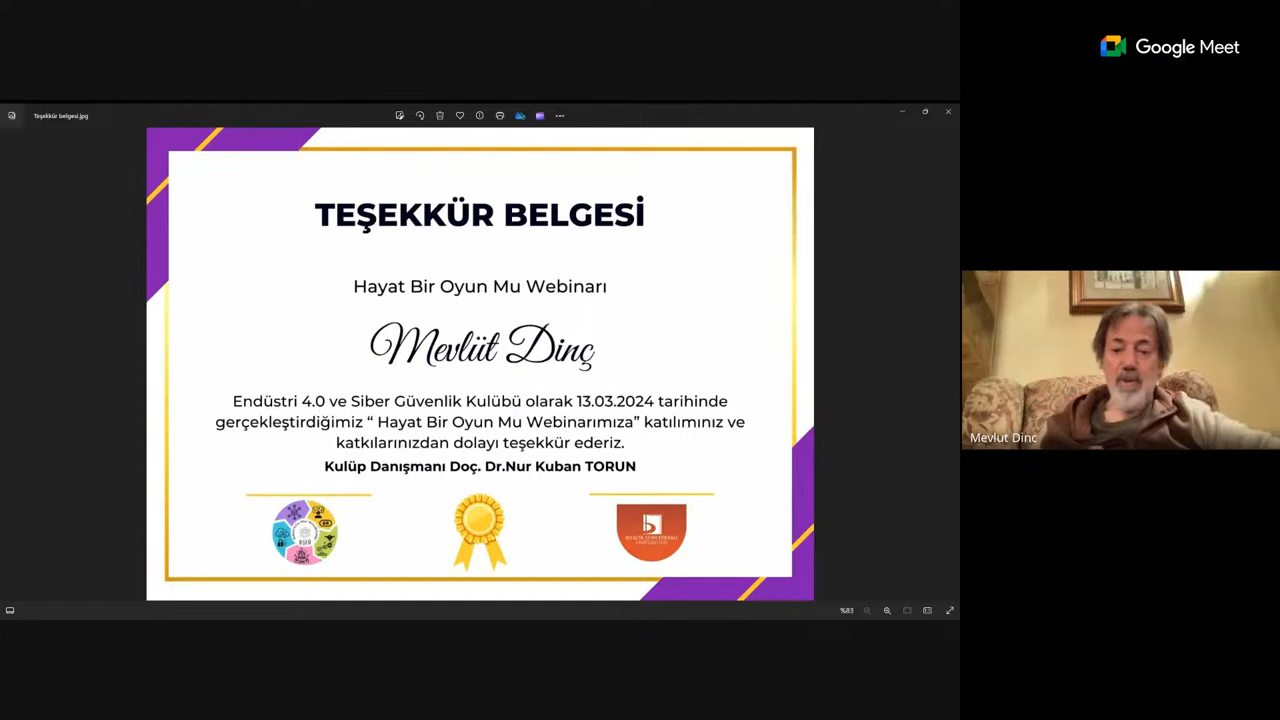 Google Meet
Teşekkür belgesi.jpg
TEŞEKKÜR BELGESİ
Hayat Bir Oyun Mu Webinarı
Mevlüt Dinç
Endüstri 4.0 ve Siber Güvenlik Kulübü olarak 13.03.2024 tarihinde
gerçekleştirdiğimiz “ Hayat Bir Oyun Mu Webinarımıza” katılımınız ve
katkılarınızdan dolayı teşekkür ederiz.
Kulüp Danışmanı Doç. Dr.Nur Kuban TORUN
Mevlut Dinc
%83